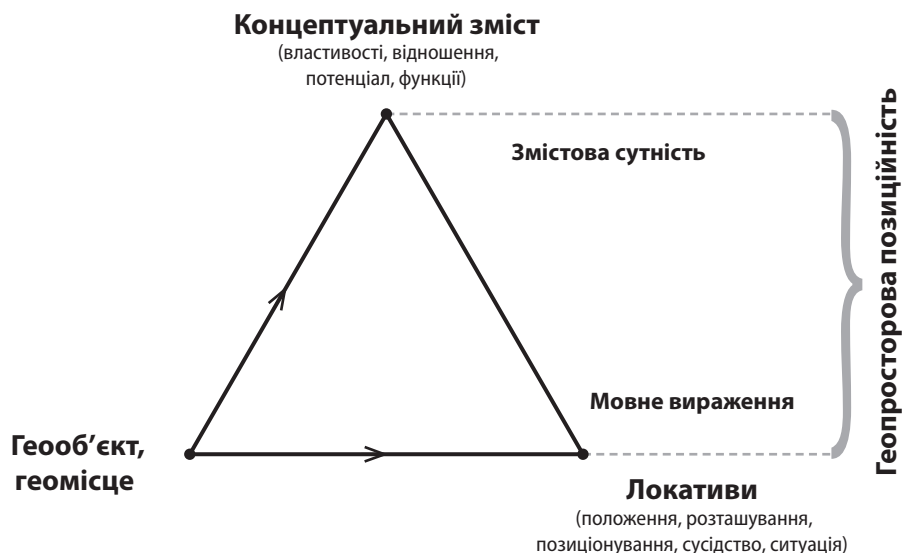 Концептуальний зміст
(властивості, відношення,
потенціал, функції)
Змістова сутність
Геопросторова позиційність
Мовне вираження
Геооб’єкт,
геомісце
Локативи
(положення, розташування,
позиціонування, сусідство, ситуація)